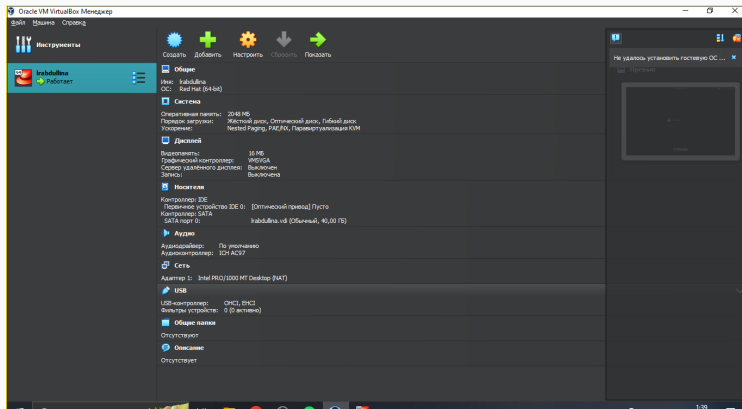 Oracle VM VirtualBox Менеджер
Файл Машина Справка
Инструменты
Создать Добавить Настроить Сбросить Показать
lrabdullina
Работает
Общие
Имя: lrabdullina
ОС: Red Hat (64-bit)
Система
Оперативная память: 2048 МБ
Порядок загрузки: Жёсткий диск, Оптический диск, Гибкий диск
Ускорение: Nested Paging, PAE/NX, Паравиртуализация KVM
Дисплей
Видеопамять: 16 МБ
Графический контроллер: VMSVGA
Сервер удалённого дисплея: Выключен
Запись: Выключена
Носители
Контроллер: IDE
Первичное устройство IDE 0: [Оптический привод] Пусто
Контроллер: SATA
SATA порт 0: lrabdullina.vdi (Обычный, 40,00 ГБ)
Аудио
Аудиодрайвер: По умолчанию
Аудиоконтроллер: ICH AC97
Сеть
Адаптер 1: Intel PRO/1000 MT Desktop (NAT)
USB
USB-контроллер: OHCI, EHCI
Фильтры устройств: 0 (0 активно)
Общие папки
Отсутствуют
Описание
Отсутствует
Не удалось установить гостевую ОС ...
1:39